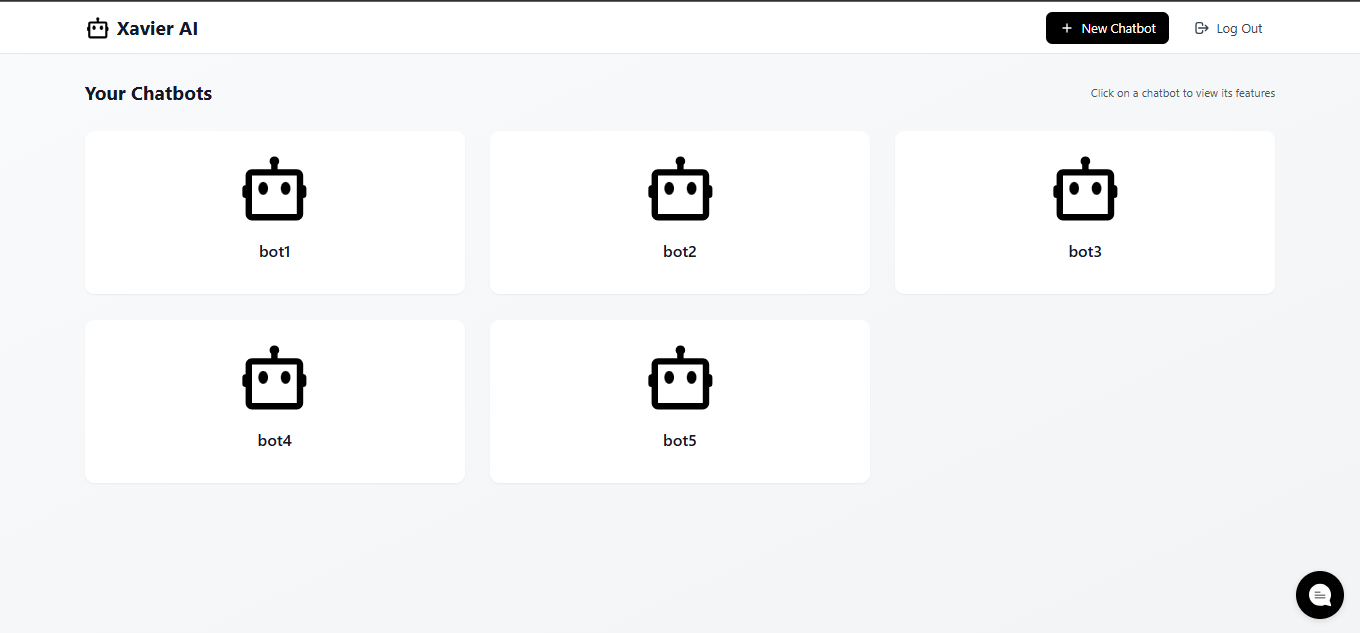 Xavier AI
New Chatbot
Log Out
Your Chatbots
Click on a chatbot to view its features
bot1
bot2
bot3
bot4
bot5